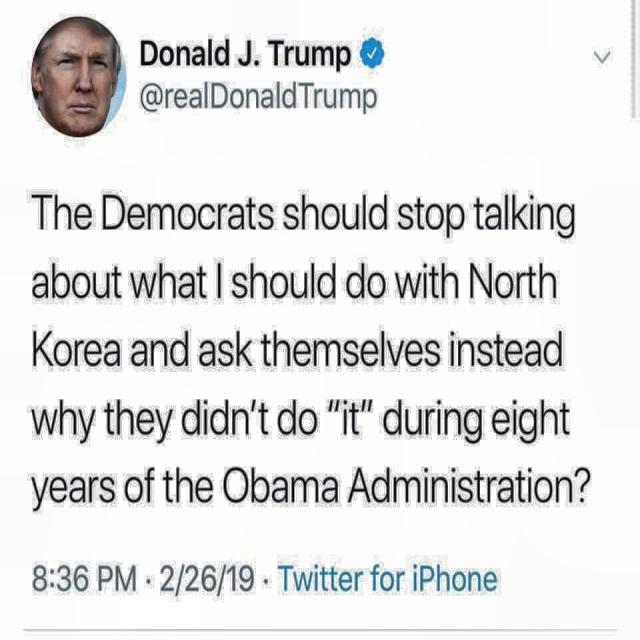 Donald J. Trump
@realDonaldTrump
The Democrats should stop talking
about what I should do with North
Korea and ask themselves instead
why they didn't do "it" during eight
years of the Obama Administration?
8:36 PM · 2/26/19 · Twitter for iPhone